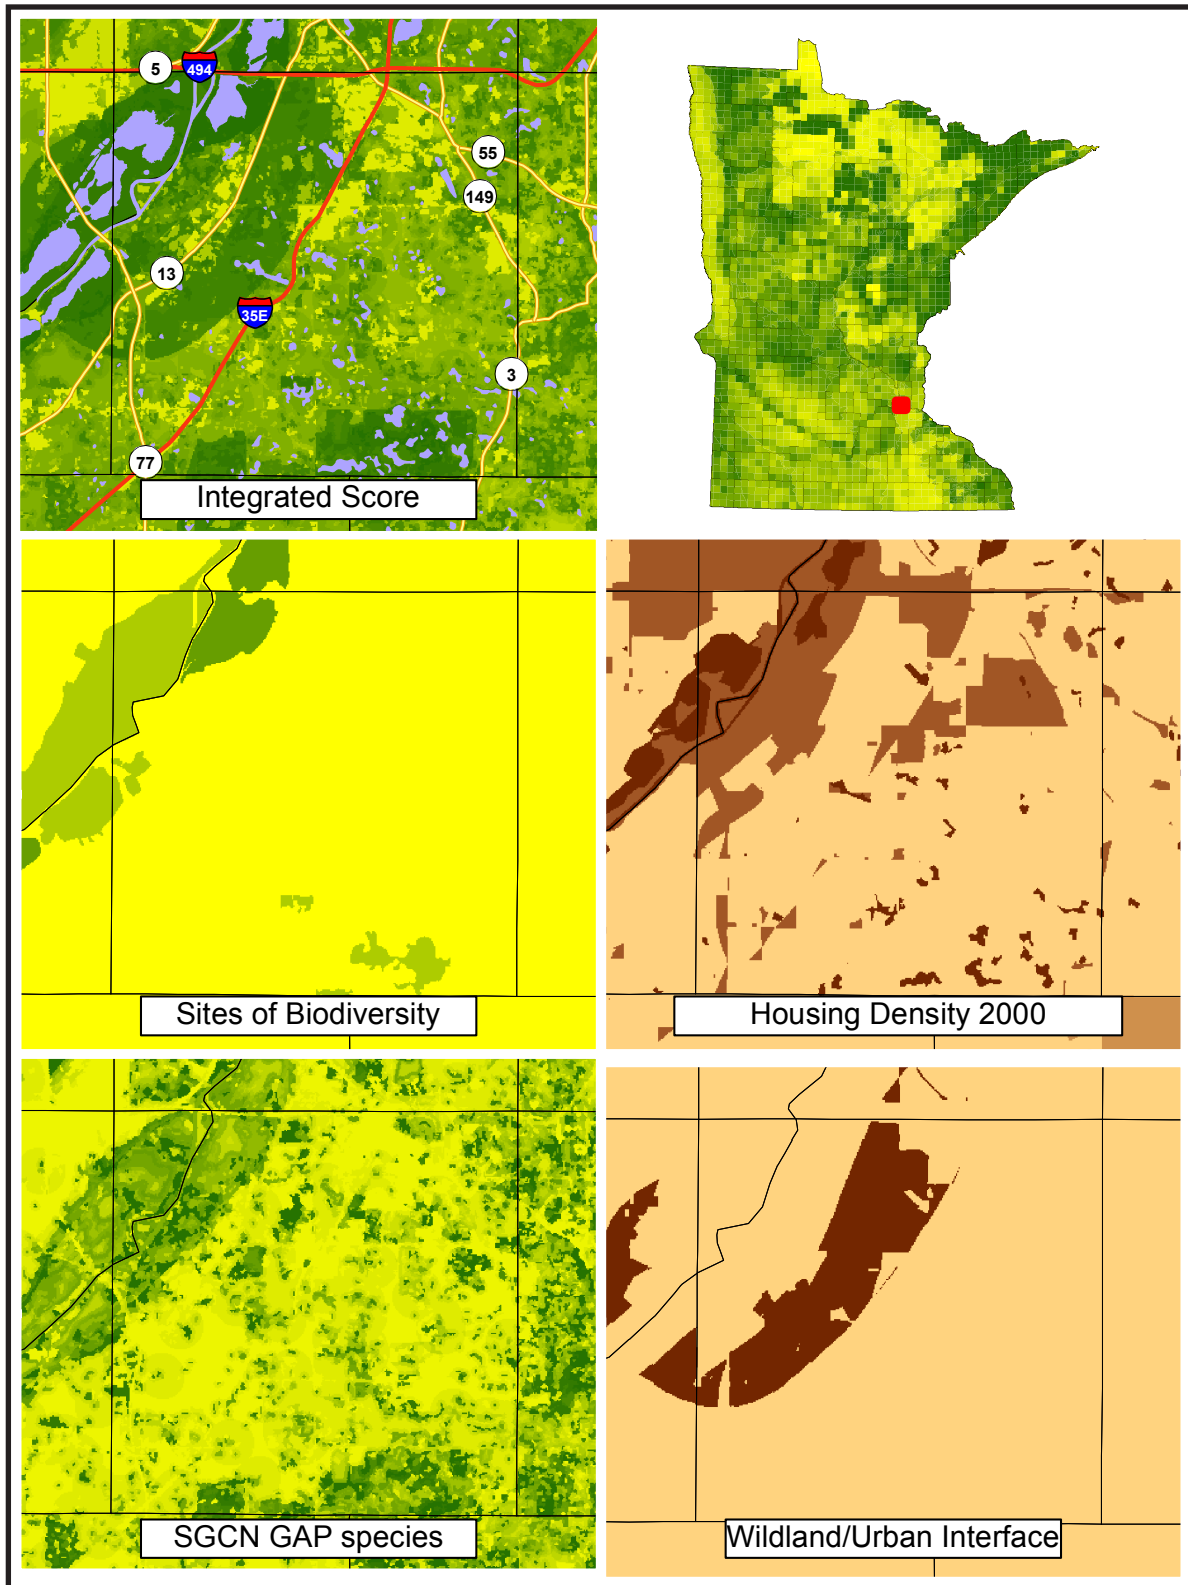 5
494
55
149
13
35E
3
77
Integrated Score
Sites of Biodiversity
Housing Density 2000
SGCN GAP species
Wildland/Urban Interface